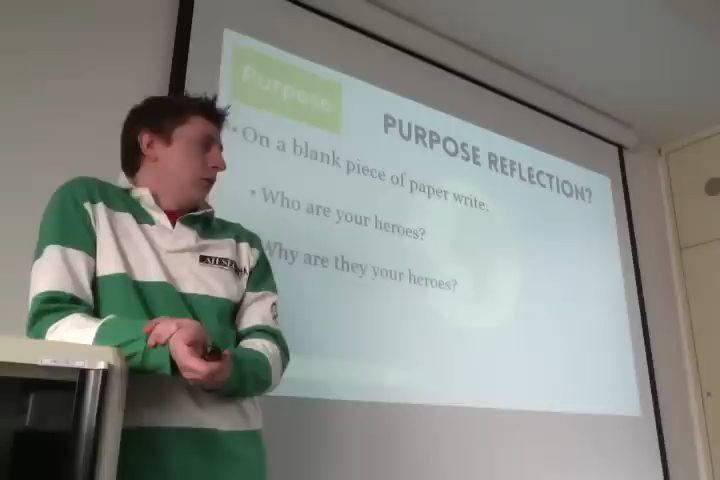 Purpose
PURPOSE REFLECTION?
• On a blank piece of paper write:
• Who are your heroes?
Why are they your heroes?